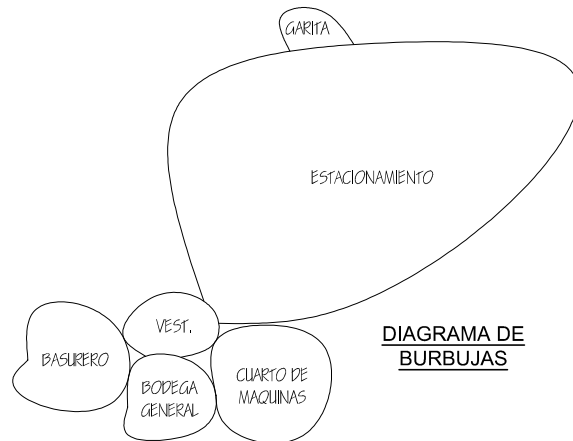 GARITA
ESTACIONAMIENTO
VEST.
BASURERO
BODEGA
GENERAL
CUARTO DE
MAQUINAS
DIAGRAMA DE
BURBUJAS